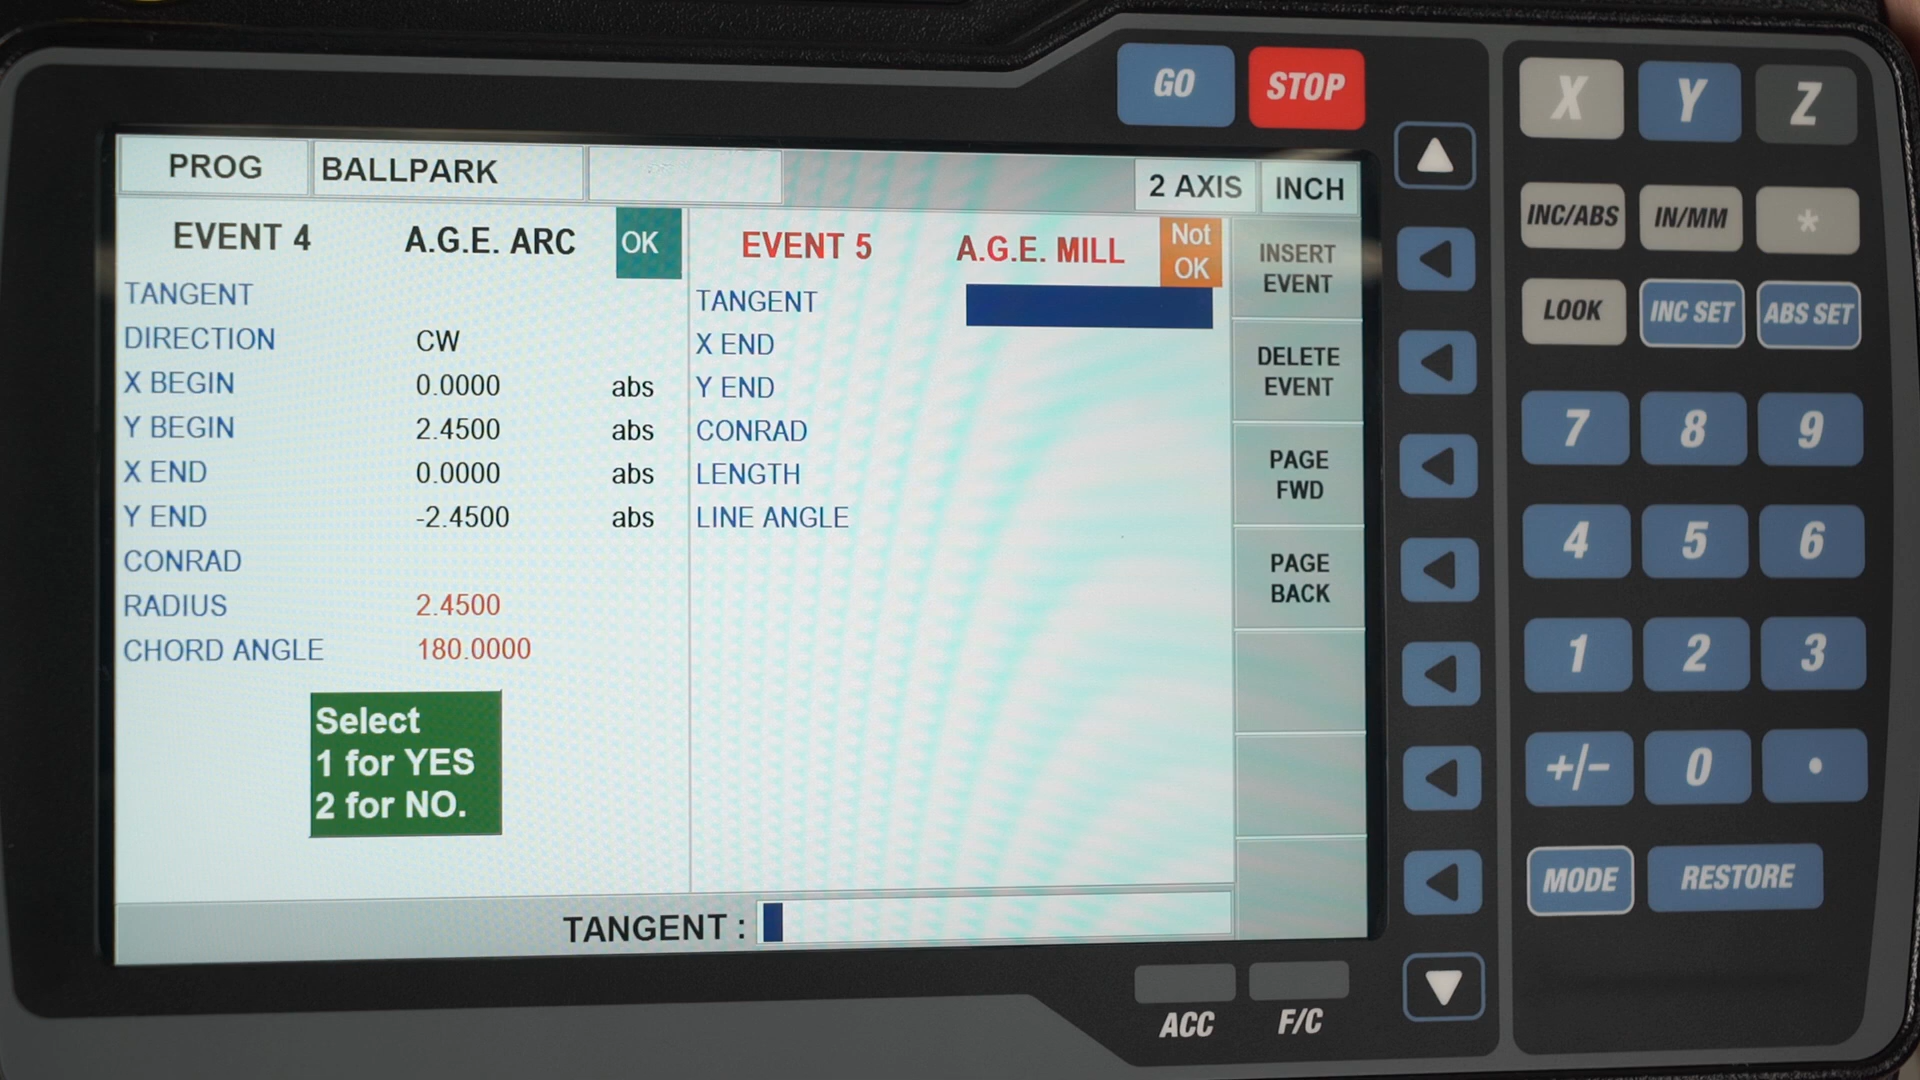 GO STOP
PROG BALLPARK 2 AXIS INCH
EVENT 4 A.G.E. ARC OK
TANGENT
DIRECTION CW
X BEGIN 0.0000 abs
Y BEGIN 2.4500 abs
X END 0.0000 abs
Y END -2.4500 abs
CONRAD
RADIUS 2.4500
CHORD ANGLE 180.0000
Select
1 for YES
2 for NO.
EVENT 5 A.G.E. MILL Not
OK
TANGENT
X END
Y END
CONRAD
LENGTH
LINE ANGLE
TANGENT :
INSERT
EVENT
DELETE
EVENT
PAGE
FWD
PAGE
BACK
ACC F/C
X Y Z
INC/ABS IN/MM *
LOOK INC SET ABS SET
7 8 9
4 5 6
1 2 3
+/- 0 .
MODE RESTORE